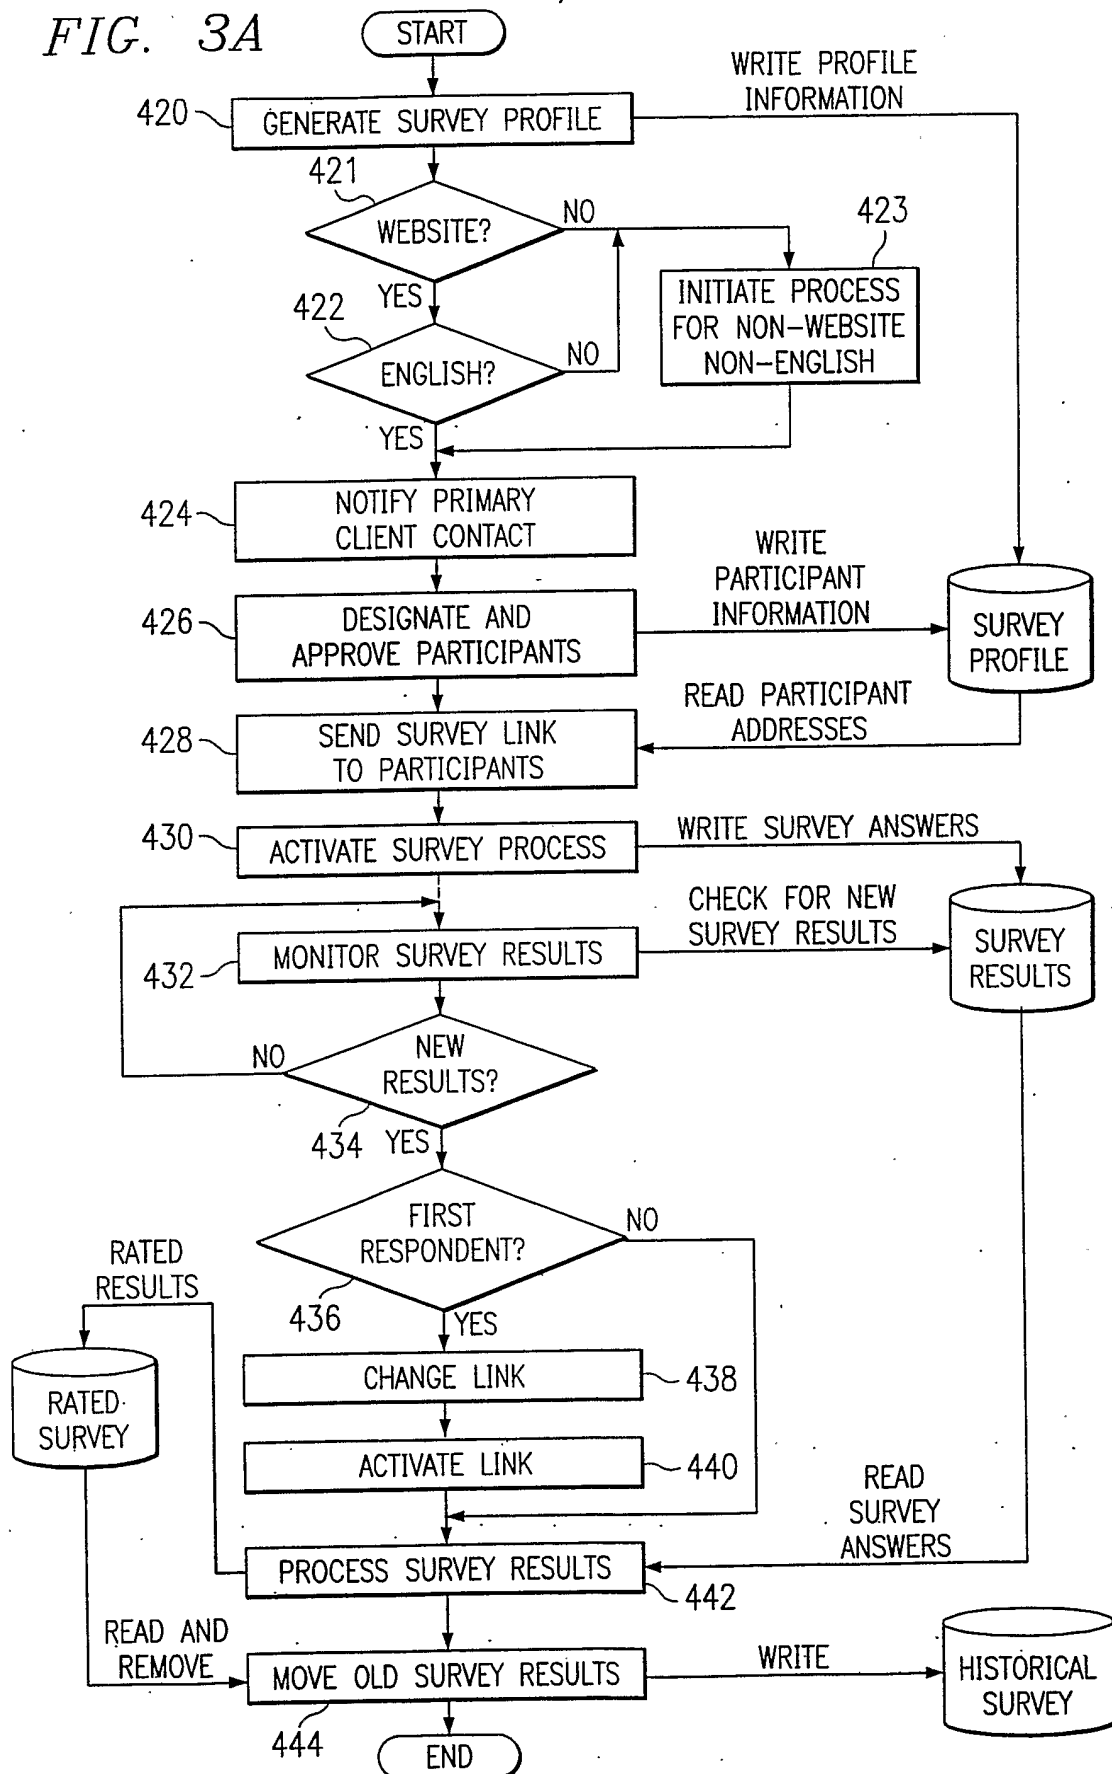 FIG. 3A
START
WRITE PROFILE
INFORMATION
420
GENERATE SURVEY PROFILE
421
WEBSITE?
NO
423
YES
422
INITIATE PROCESS
FOR NON-WEBSITE
NON-ENGLISH
ENGLISH?
NO
YES
424
NOTIFY PRIMARY
CLIENT CONTACT
WRITE
PARTICIPANT
INFORMATION
426
DESIGNATE AND
APPROVE PARTICIPANTS
SURVEY
PROFILE
READ PARTICIPANT
ADDRESSES
428
SEND SURVEY LINK
TO PARTICIPANTS
430
ACTIVATE SURVEY PROCESS
WRITE SURVEY ANSWERS
CHECK FOR NEW
SURVEY RESULTS
432
MONITOR SURVEY RESULTS
SURVEY
RESULTS
NO
NEW
RESULTS?
434
YES
FIRST
RESPONDENT?
NO
RATED
RESULTS
436
YES
CHANGE LINK
438
RATED
SURVEY
ACTIVATE LINK
440
READ
SURVEY
ANSWERS
PROCESS SURVEY RESULTS
442
READ AND
REMOVE
MOVE OLD SURVEY RESULTS
WRITE
HISTORICAL
SURVEY
444
END